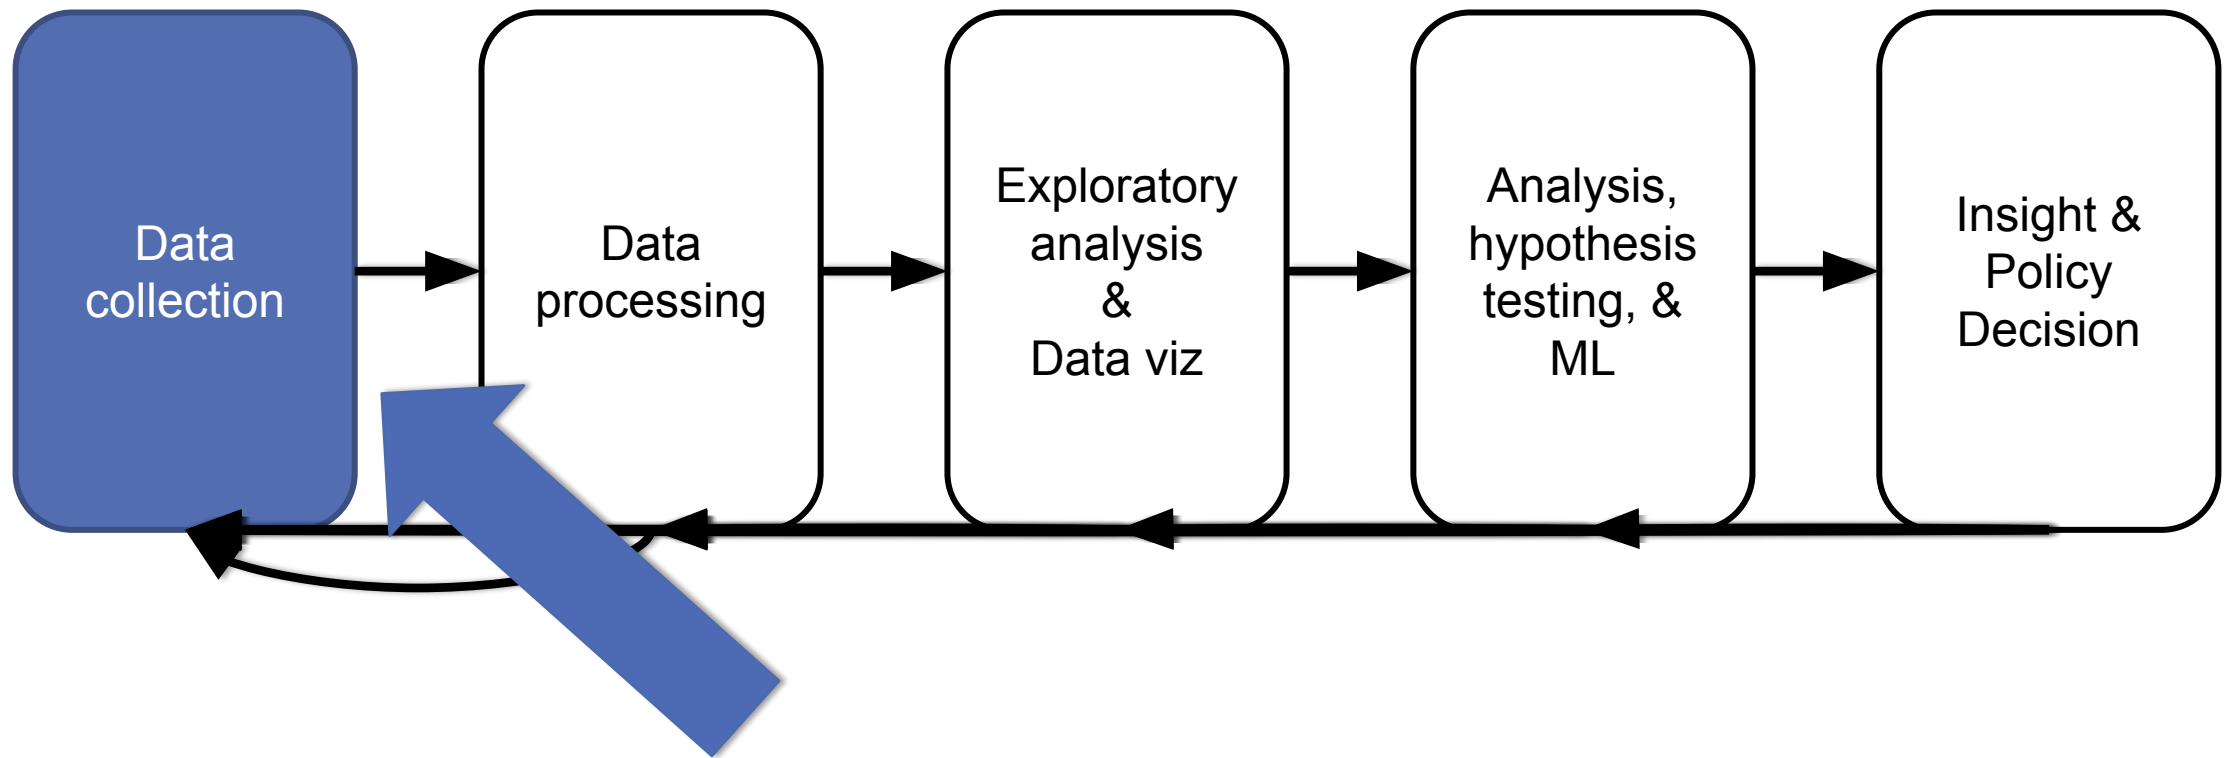 Data
collection
Data
processing
Exploratory
analysis
&
Data viz
Analysis,
hypothesis
testing, &
ML
Insight &
Policy
Decision